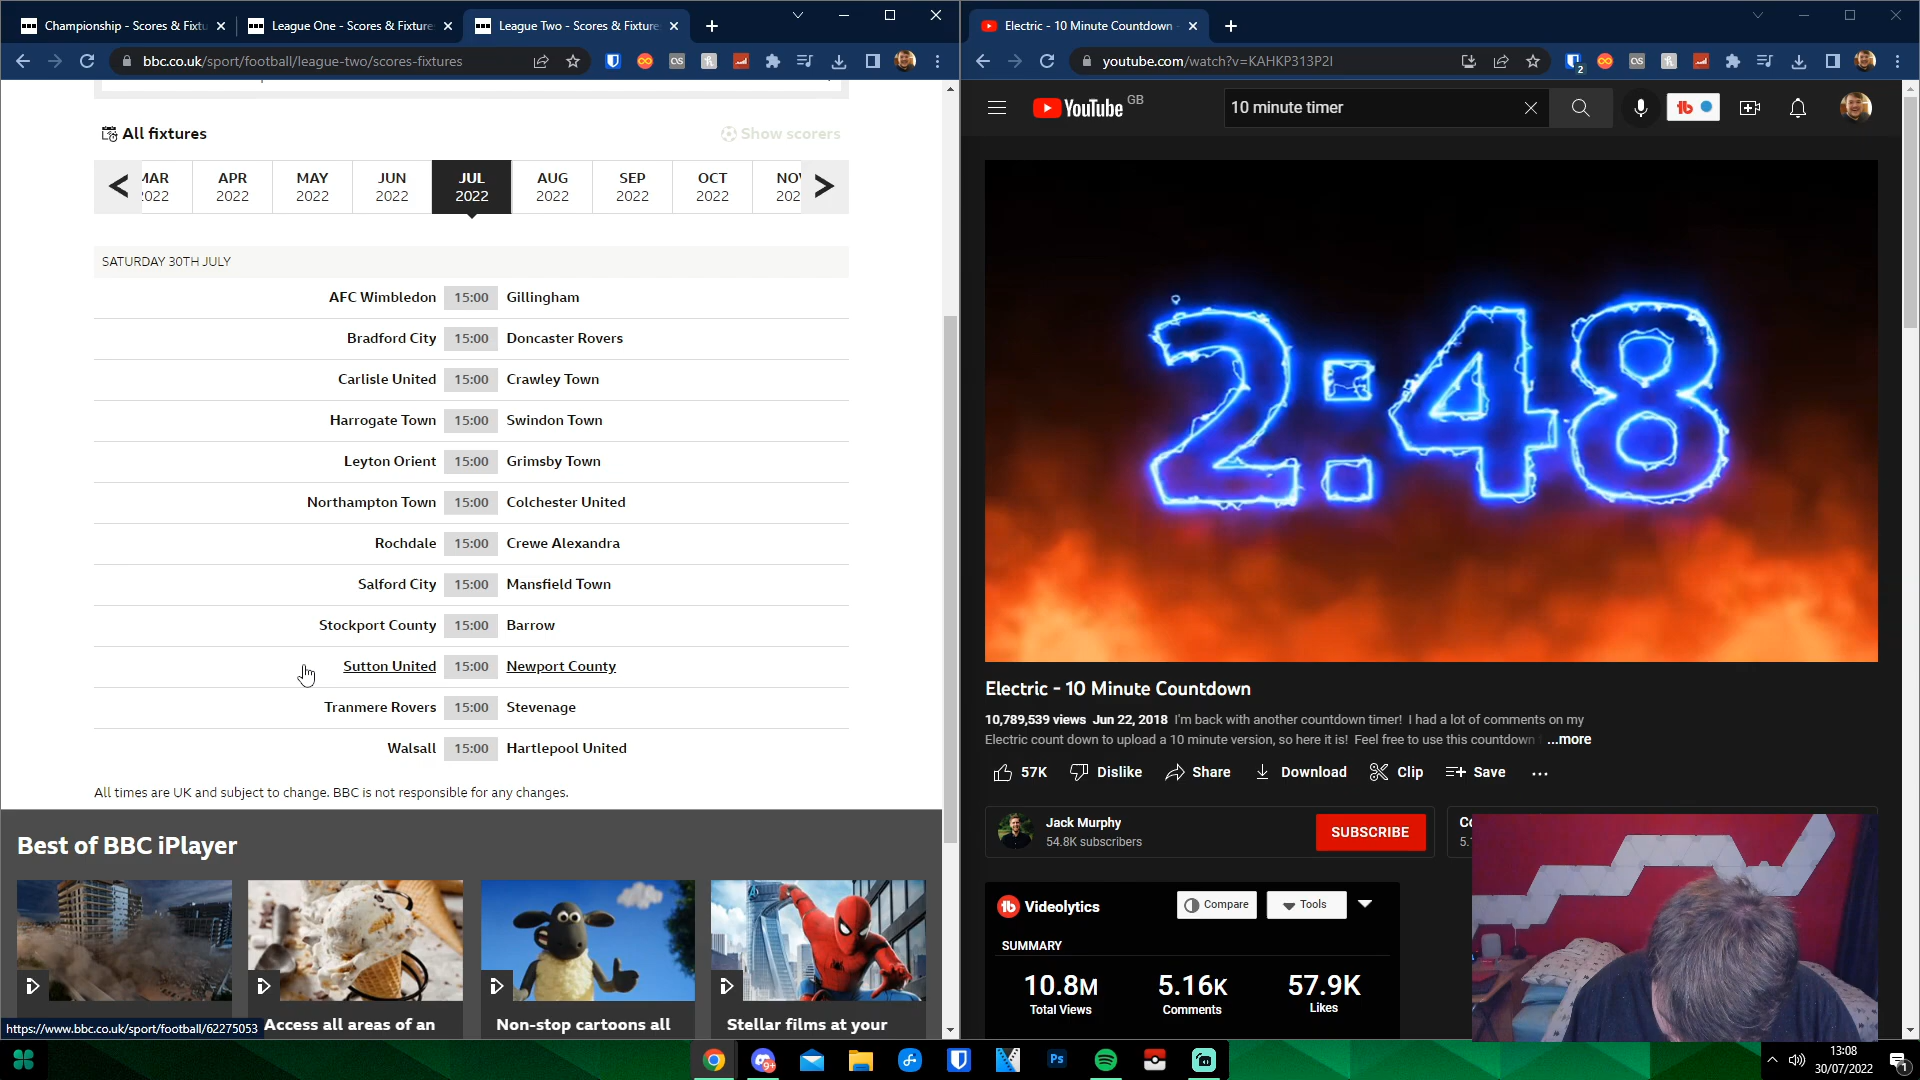 Championship - Scores & Fixtu
League One - Scores & Fixture
League Two - Scores & Fixture
bbc.co.uk/sport/football/league-two/scores-fixtures
All fixtures
Show scorers
MAR 2022
APR 2022
MAY 2022
JUN 2022
JUL 2022
AUG 2022
SEP 2022
OCT 2022
NOV 202
SATURDAY 30TH JULY
AFC Wimbledon 15:00 Gillingham
Bradford City 15:00 Doncaster Rovers
Carlisle United 15:00 Crawley Town
Harrogate Town 15:00 Swindon Town
Leyton Orient 15:00 Grimsby Town
Northampton Town 15:00 Colchester United
Rochdale 15:00 Crewe Alexandra
Salford City 15:00 Mansfield Town
Stockport County 15:00 Barrow
Sutton United 15:00 Newport County
Tranmere Rovers 15:00 Stevenage
Walsall 15:00 Hartlepool United
All times are UK and subject to change. BBC is not responsible for any changes.
Best of BBC iPlayer
Access all areas of an
Non-stop cartoons all
Stellar films at your
https://www.bbc.co.uk/sport/football/62275053
Electric - 10 Minute Countdown
youtube.com/watch?v=KAHKP313P2I
YouTube GB
10 minute timer
2:48
Electric - 10 Minute Countdown
10,789,539 views Jun 22, 2018 I'm back with another countdown timer! I had a lot of comments on my
Electric count down to upload a 10 minute version, so here it is! Feel free to use this countdown ...more
57K Dislike Share Download Clip Save
Jack Murphy
54.8K subscribers
SUBSCRIBE
Videolytics
Compare
Tools
SUMMARY
10.8M 5.16K 57.9K
Total Views Comments Likes
Ps
13:08
30/07/2022